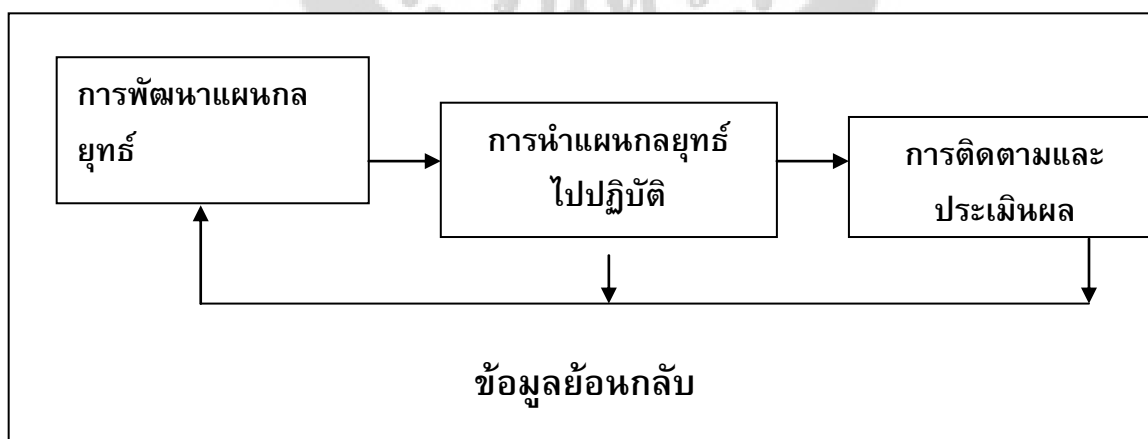 การพัฒนาแผนกล
ยุทธ์
การนำแผนกลยุทธ์
ไปปฏิบัติ
การติดตามและ
ประเมินผล
ข้อมูลย้อนกลับ